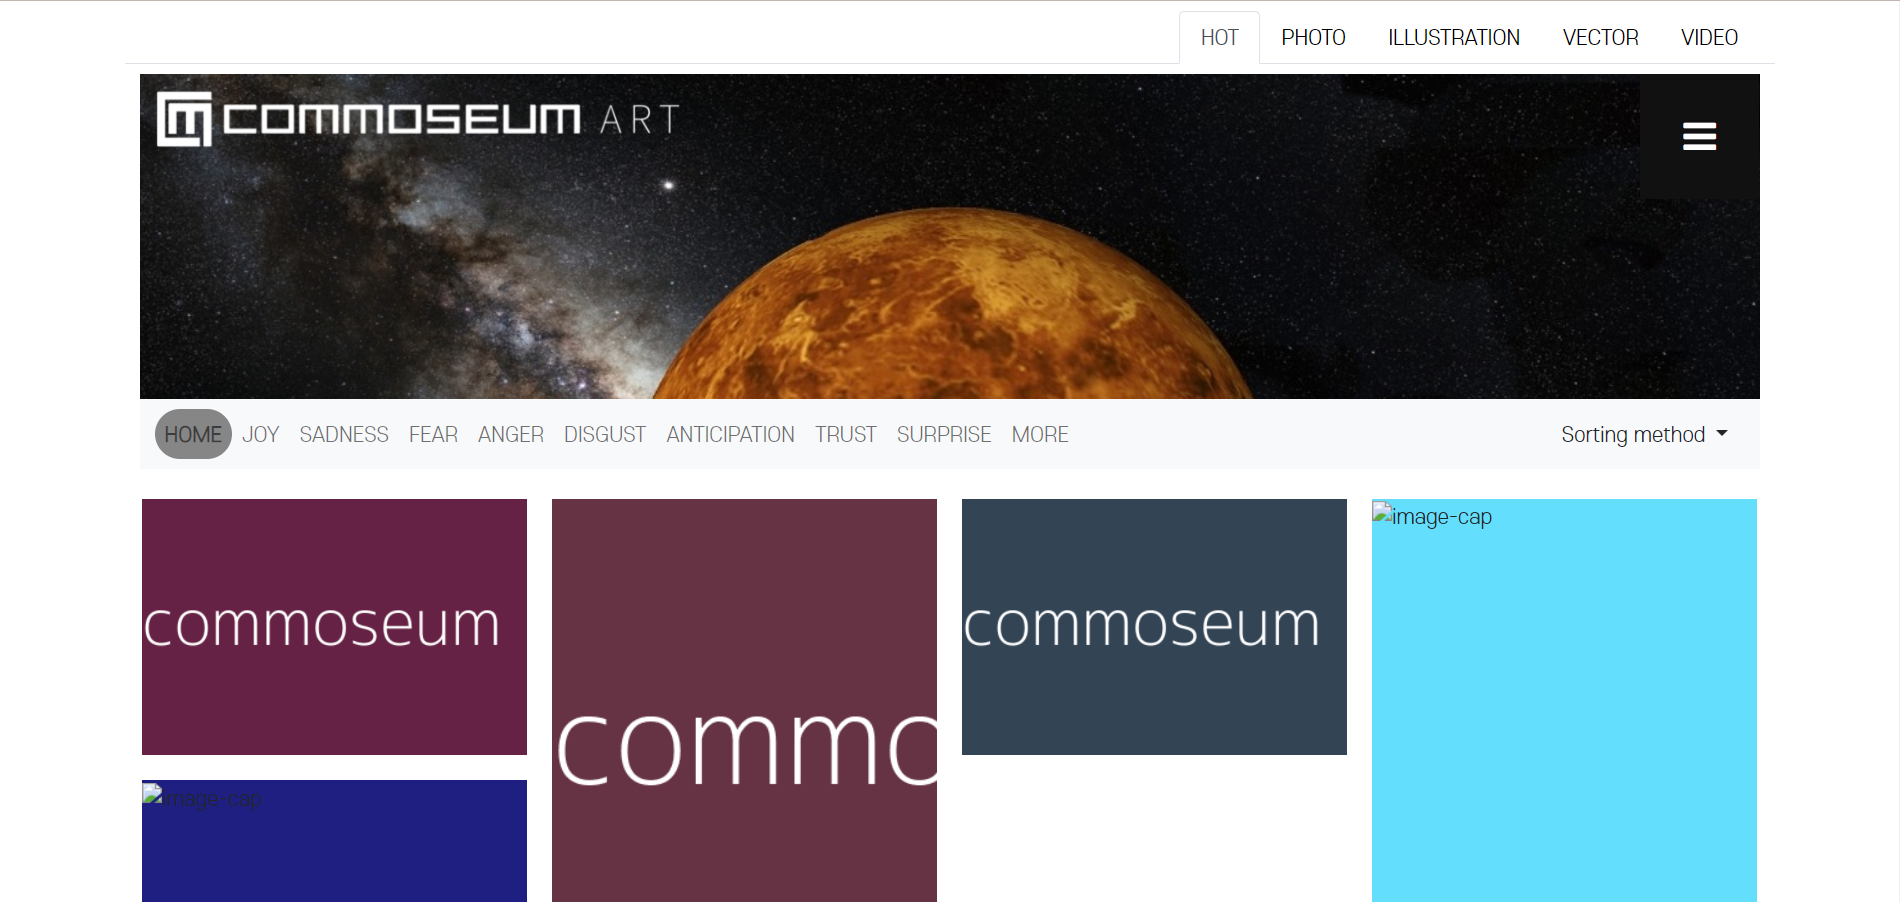 HOT PHOTO ILLUSTRATION VECTOR VIDEO
COMMOSEUM ART
HOME JOY SADNESS FEAR ANGER DISGUST ANTICIPATION TRUST SURPRISE MORE Sorting method
commoseum
commo
commoseum
image-cap
image-cap